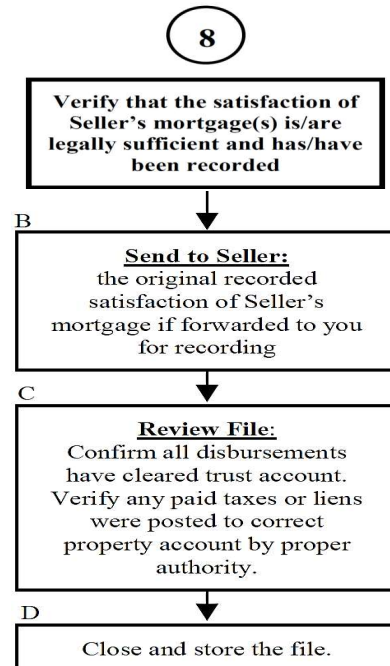 8
Verify that the satisfaction of
Seller's mortgage(s) is/are
legally sufficient and has/have
been recorded
B
Send to Seller:
the original recorded
satisfaction of Seller's
mortgage if forwarded to you
for recording
C
Review File:
Confirm all disbursements
have cleared trust account.
Verify any paid taxes or liens
were posted to correct
property account by proper
authority.
D
Close and store the file.